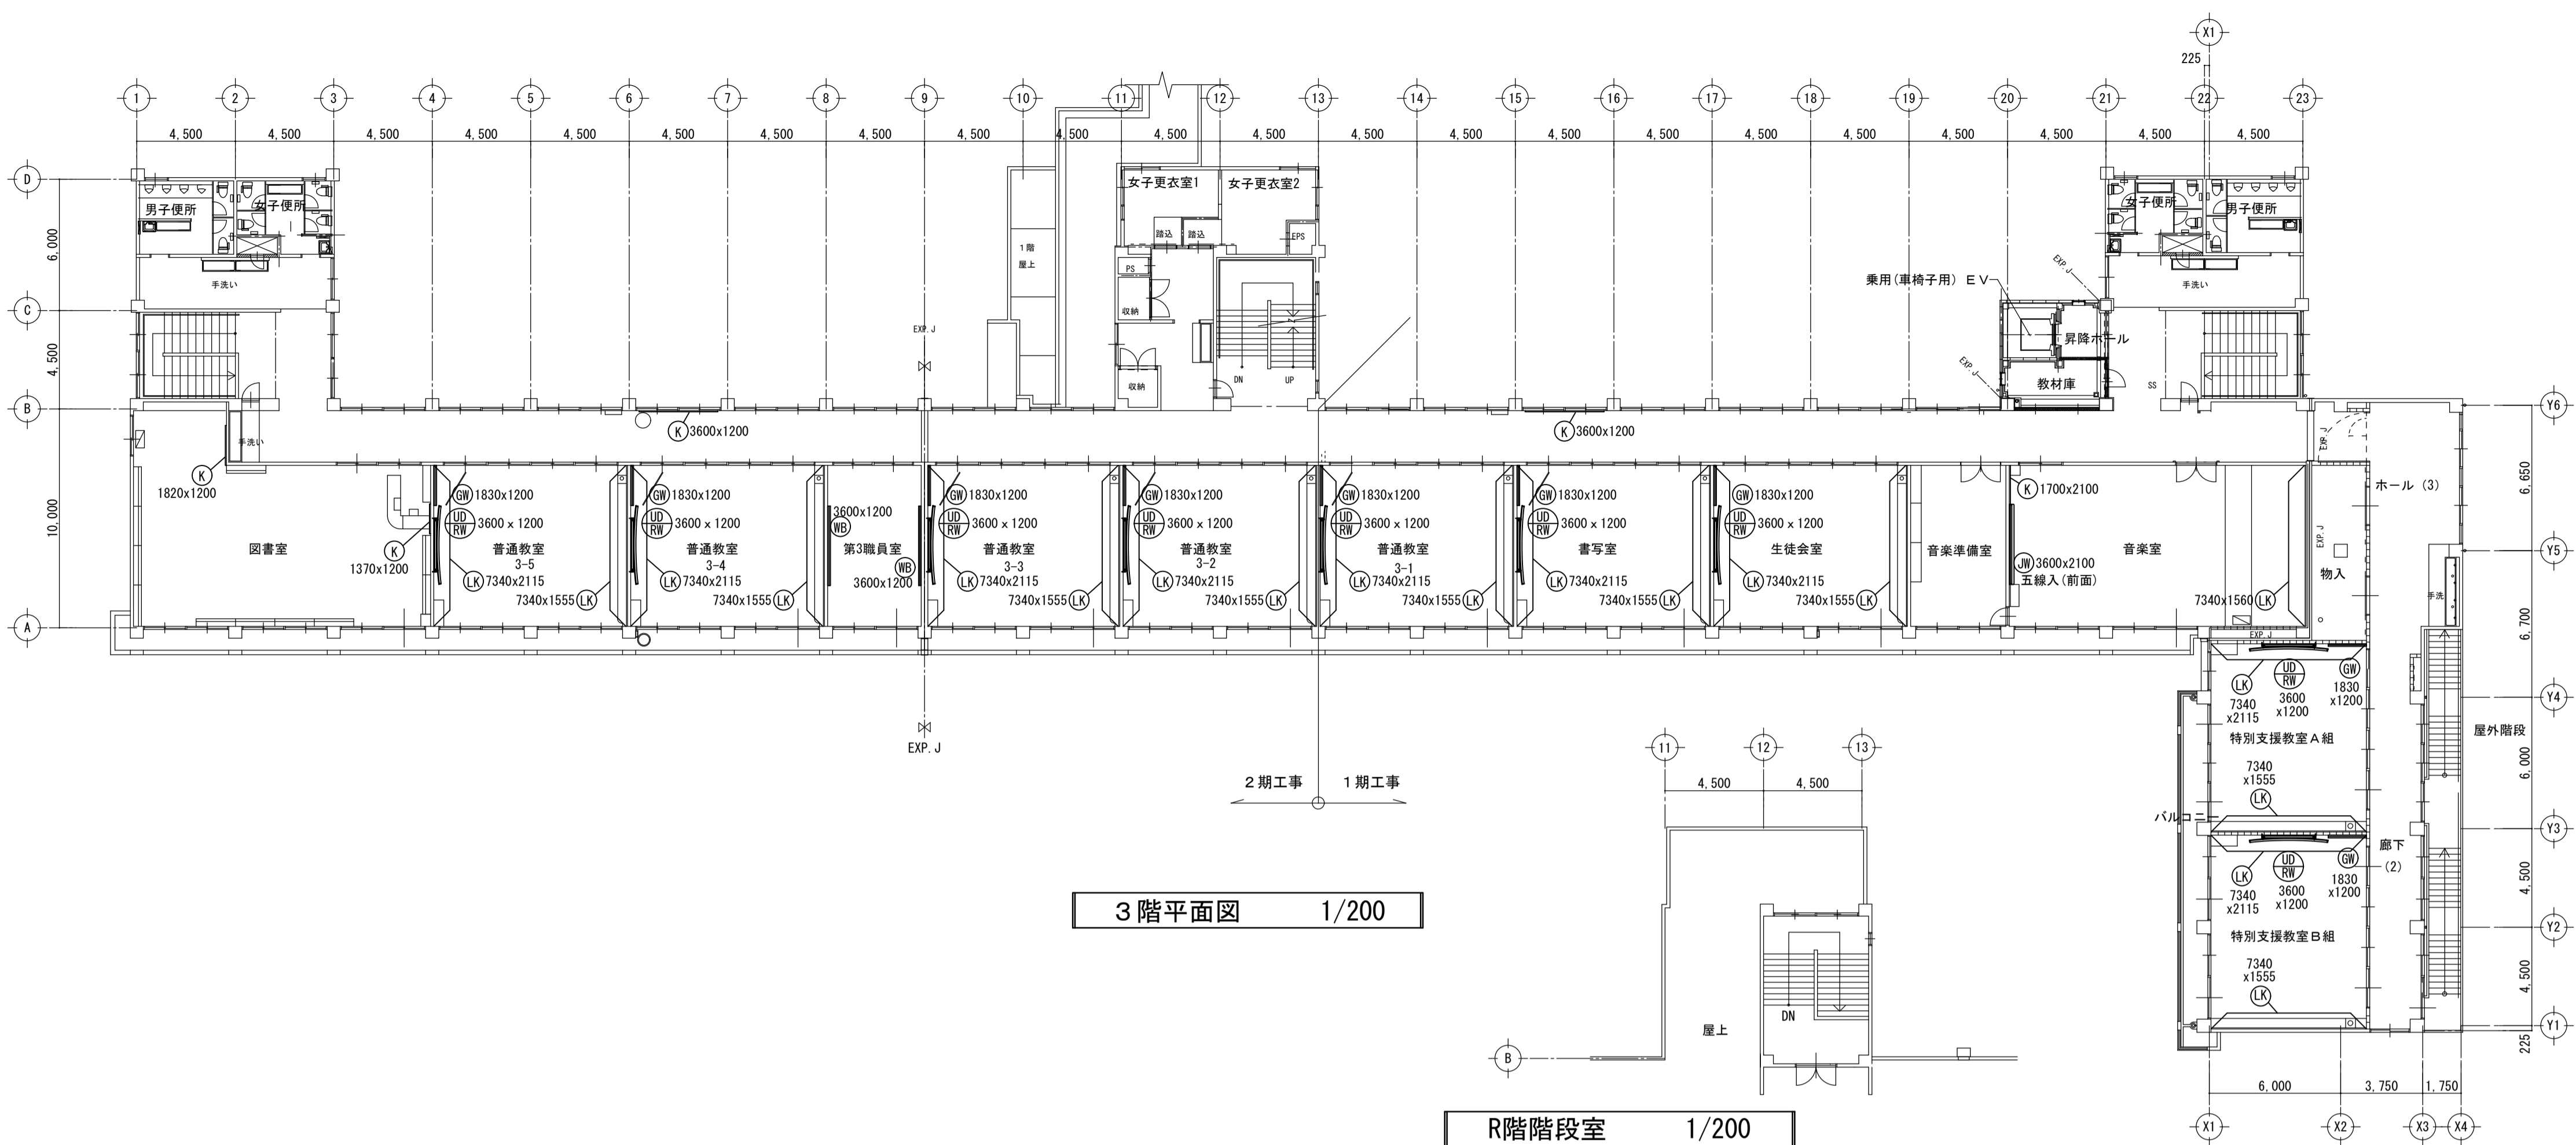 X1
225
1 2 3 4 5 6 7 8 9 10 11 12 13 14 15 16 17 18 19 20 21 22 23
4,500 4,500 4,500 4,500 4,500 4,500 4,500 4,500 4,500 4,500 4,500 4,500 4,500 4,500 4,500 4,500 4,500 4,500 4,500 4,500 4,500 4,500
D
男子便所
女子便所
女子更衣室1
女子更衣室2
女子便所
男子便所
6,000
踏込
踏込
EPS
1階
屋上
PS
収納
手洗い
手洗い
EXP.J
乗用(車椅子用) EV
C
昇降ホール
EXP.J
4,500
EXP.J
収納
DN
UP
教材庫
SS
B
Y6
手洗い
K 3600x1200
K 3600x1200
EXP.J
K
1820x1200
GW 1830x1200
GW 1830x1200
GW 1830x1200
GW 1830x1200
GW 1830x1200
GW 1830x1200
GW 1830x1200
K 1700x2100
ホール (3)
6,650
10,000
UD
RW
3600 x 1200
UD
RW
3600 x 1200
3600x1200
WB
UD
RW
3600 x 1200
UD
RW
3600 x 1200
UD
RW
3600 x 1200
UD
RW
3600 x 1200
UD
RW
3600 x 1200
EXP.J
図書室
K
1370x1200
普通教室
3-5
普通教室
3-4
第3職員室
WB
3600x1200
普通教室
3-3
普通教室
3-2
普通教室
3-1
書写室
生徒会室
音楽準備室
音楽室
Y5
LK 7340x2115
LK 7340x2115
LK 7340x2115
LK 7340x2115
LK 7340x2115
LK 7340x2115
LK 7340x2115
JW 3600x2100
五線入(前面)
物入
7340x1555 LK
7340x1555 LK
7340x1555 LK
7340x1555 LK
7340x1555 LK
7340x1555 LK
7340x1555 LK
7340x1560 LK
手洗
A
EXP.J
6,700
LK
7340
x2115
UD
RW
3600
x1200
GW
1830
x1200
Y4
EXP.J
特別支援教室A組
屋外階段
6,000
7340
x1555
LK
2期工事
1期工事
バルコニー
Y3
11 12 13
4,500 4,500
LK
7340
x2115
UD
RW
3600
x1200
GW
1830
x1200
廊下
(2)
4,500
3階平面図 1/200
Y2
特別支援教室B組
7340
x1555
LK
4,500
DN
屋上
B
Y1
225
6,000 3,750 1,750
R階階段室 1/200
X1 X2 X3 X4